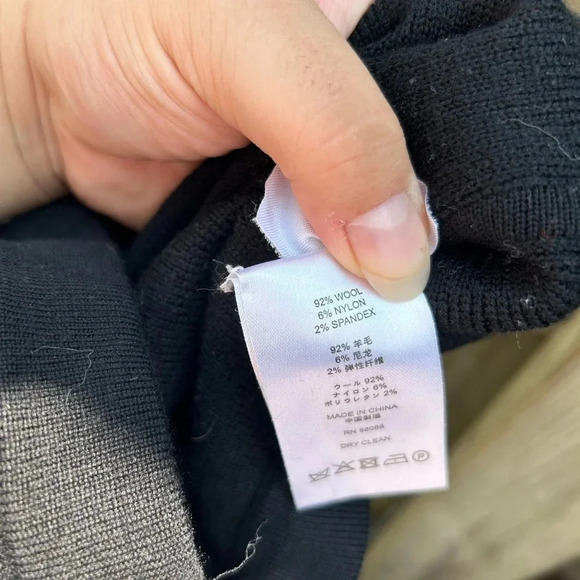 92% WOOL
6% NYLON
2% SPANDEX
92% 羊毛
6% 尼龙
2% 弹性纤维
ウール 92%
ナイロン 6%
ポリウレタン 2%
MADE IN CHINA
中国制造
RN 88088
DRY CLEAN
P